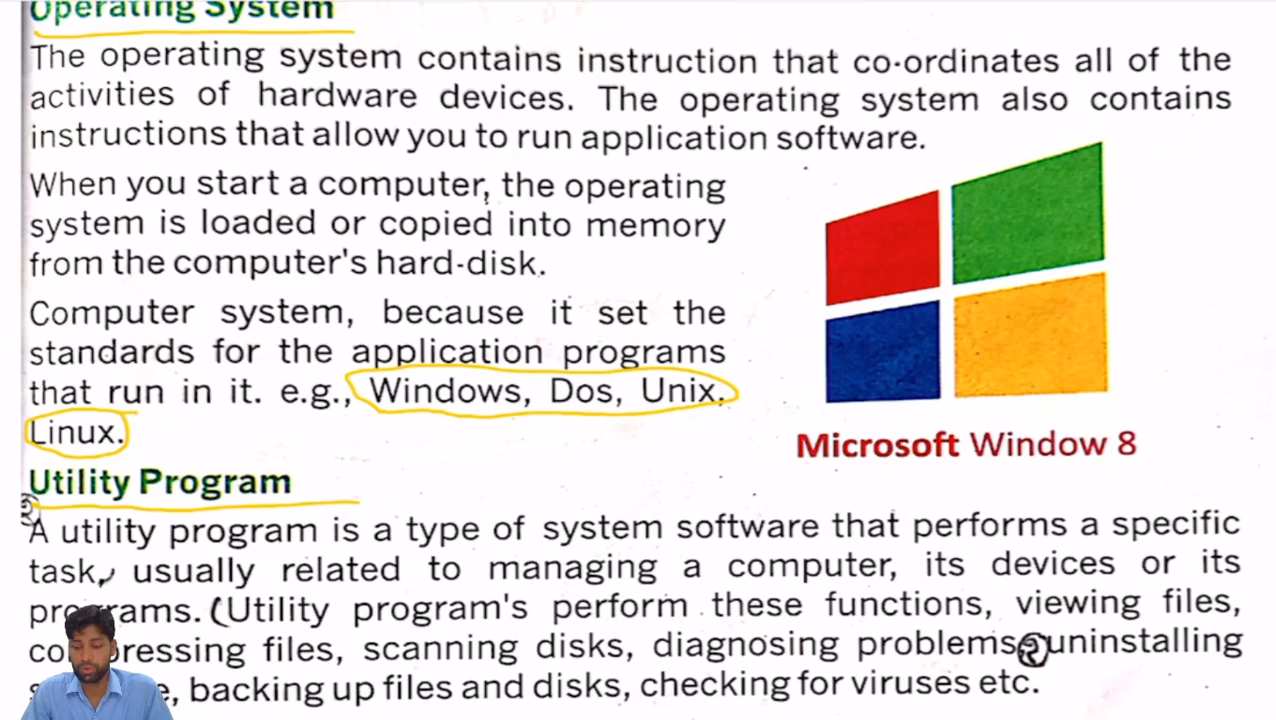 Operating System
The operating system contains instruction that co-ordinates all of the
activities of hardware devices. The operating system also contains
instructions that allow you to run application software.
When you start a computer, the operating
system is loaded or copied into memory
from the computer's hard-disk.
Computer system, because it set the
standards for the application programs
that run in it. e.g., Windows, Dos, Unix.
Linux.
Microsoft Window 8
Utility Program
A utility program is a type of system software that performs a specific
task, usually related to managing a computer, its devices or its
programs. (Utility program's perform these functions, viewing files,
compressing files, scanning disks, diagnosing problems uninstalling
backing up files and disks, checking for viruses etc.